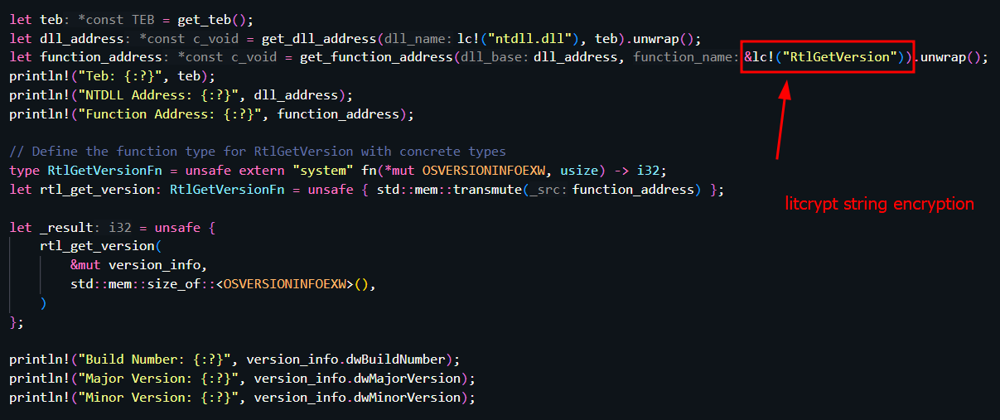 let teb: *const TEB = get_teb();
let dll_address: *const c_void = get_dll_address(dll_name: lc!("ntdll.dll"), teb).unwrap();
let function_address: *const c_void = get_function_address(dll_base: dll_address, function_name: &lc!("RtlGetVersion")).unwrap();
println!("Teb: {:?}", teb);
println!("NTDLL Address: {:?}", dll_address);
println!("Function Address: {:?}", function_address);
// Define the function type for RtlGetVersion with concrete types
type RtlGetVersionFn = unsafe extern "system" fn(*mut OSVERSIONINFOEXW, usize) -> i32;
let rtl_get_version: RtlGetVersionFn = unsafe { std::mem::transmute(_src: function_address) };
litcrypt string encryption
let _result: i32 = unsafe {
    rtl_get_version(
        &mut version_info,
        std::mem::size_of::<OSVERSIONINFOEXW>(),
    )
};
println!("Build Number: {:?}", version_info.dwBuildNumber);
println!("Major Version: {:?}", version_info.dwMajorVersion);
println!("Minor Version: {:?}", version_info.dwMinorVersion);